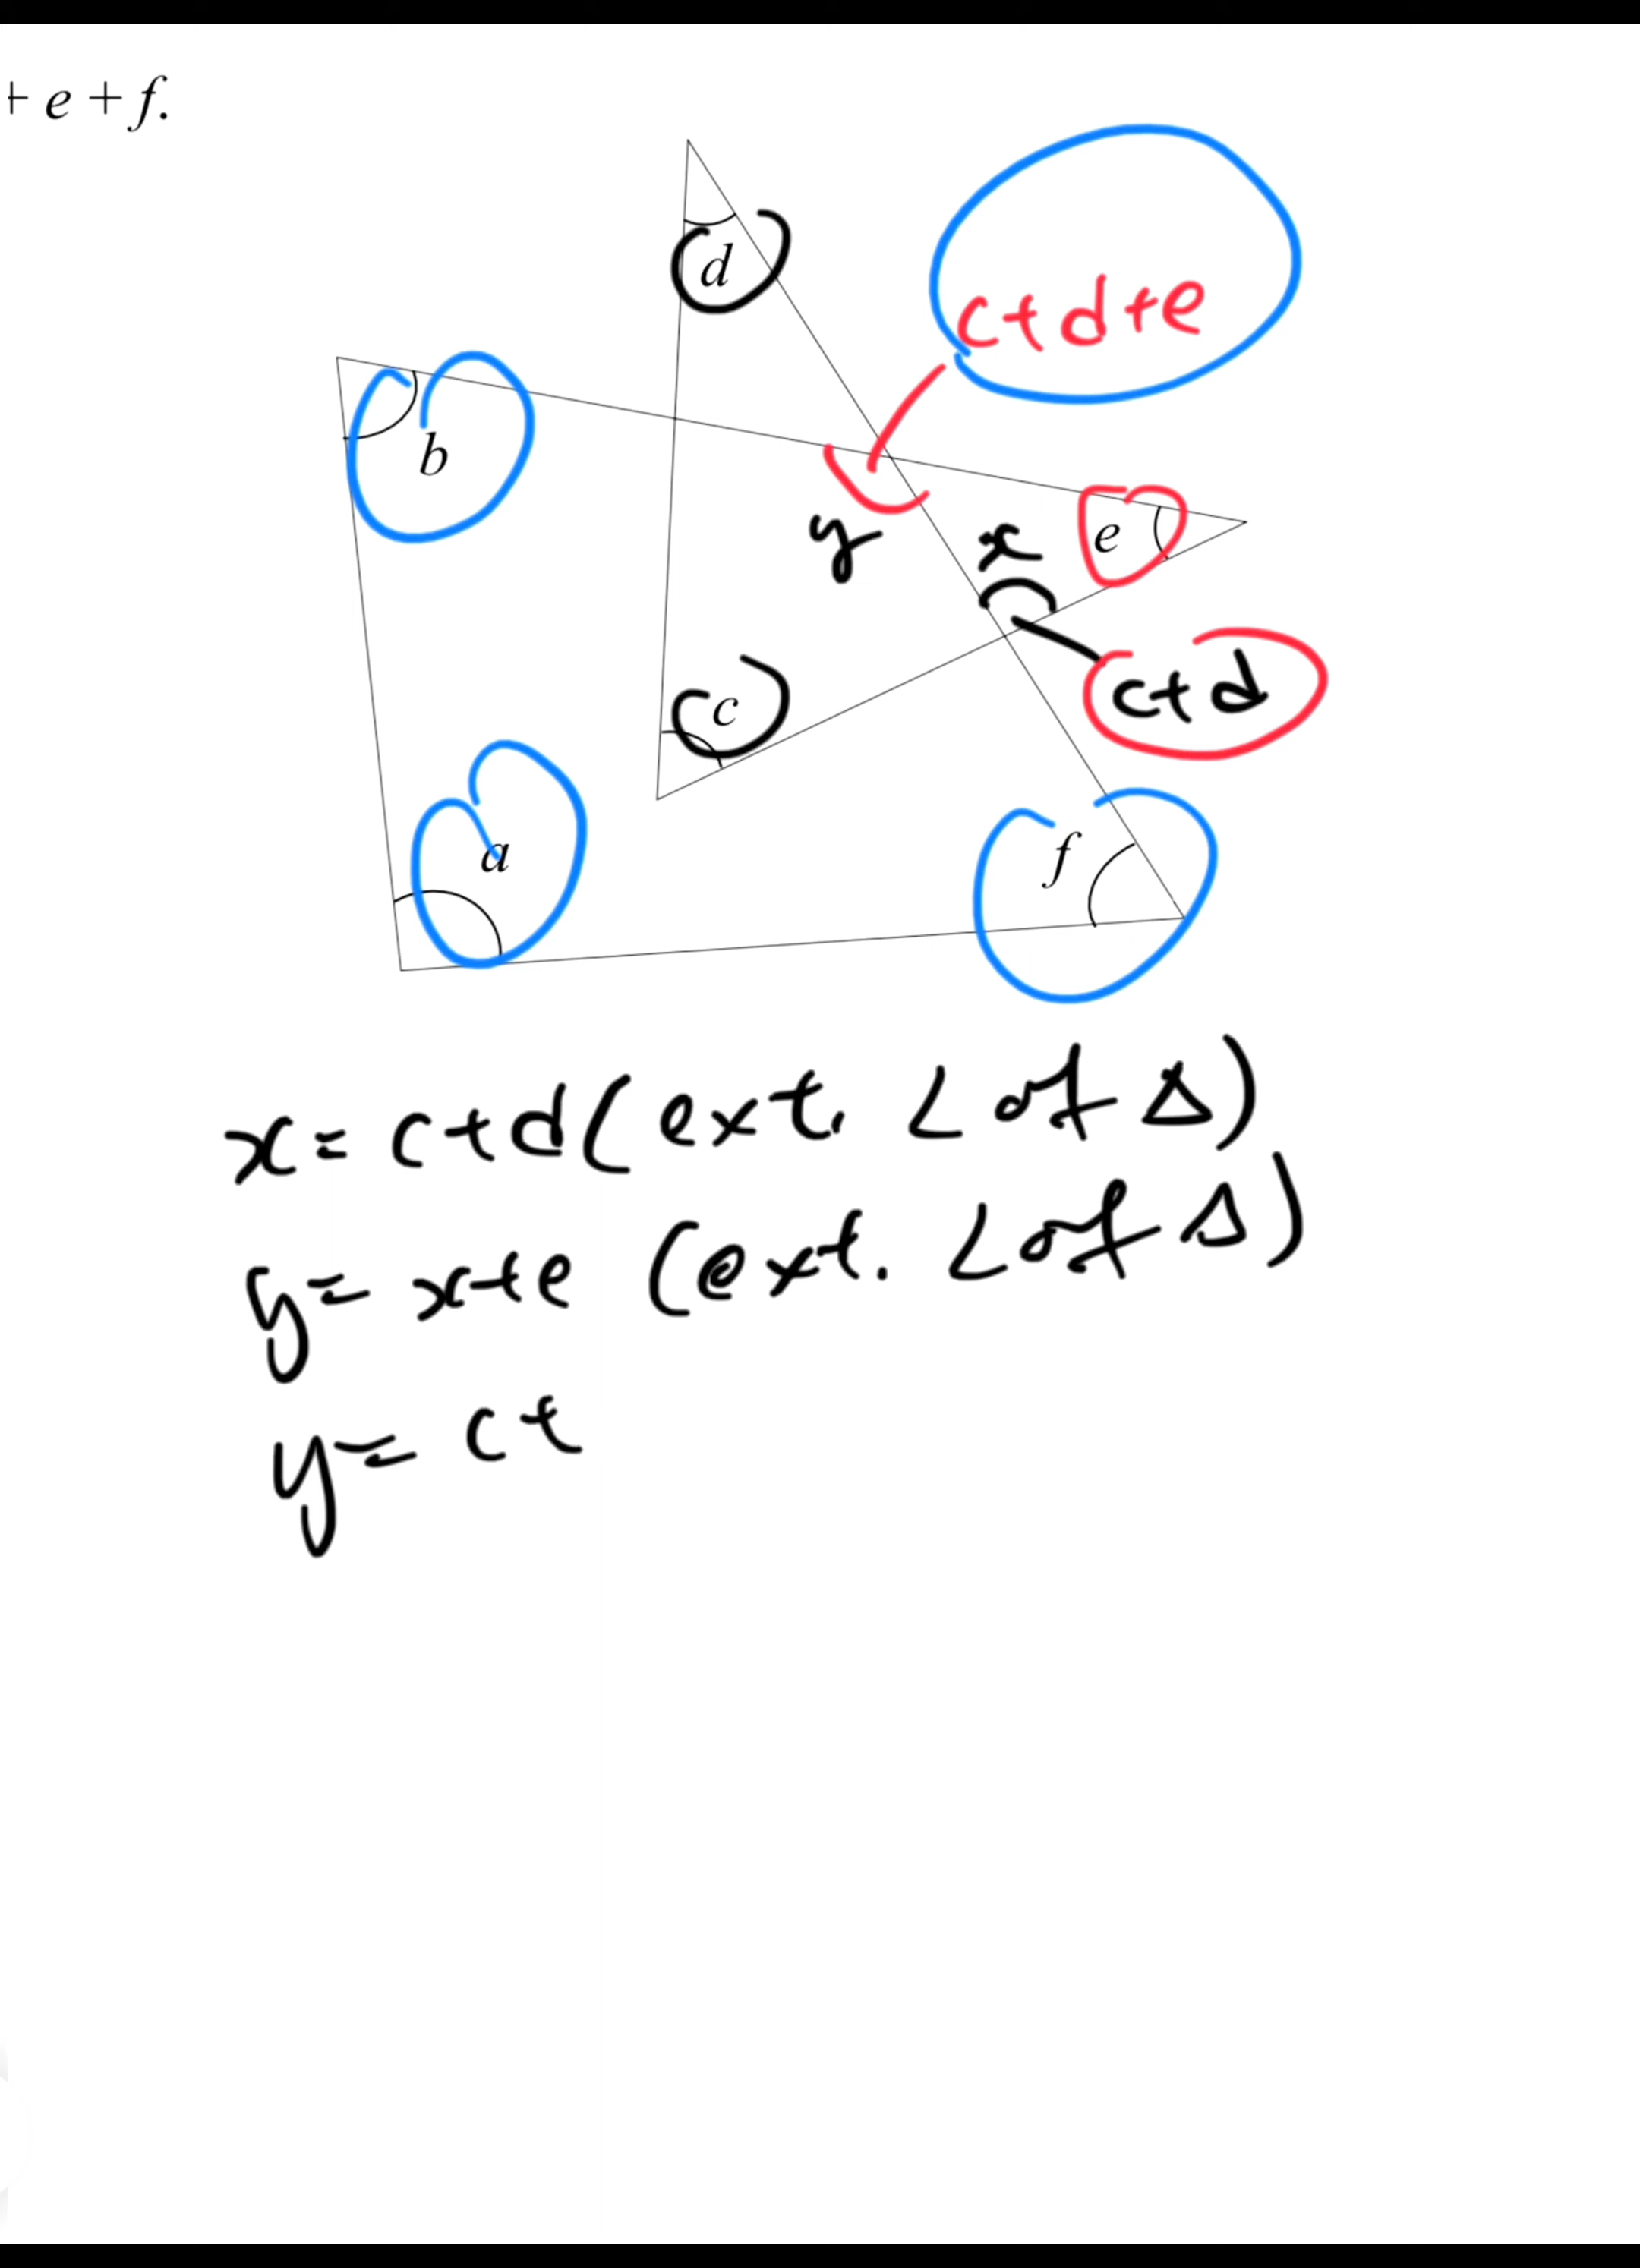 + e + f.
d
c+d+e
b
e
y
x
c
c+d
a
f
x = c+d (ext. ∠ of Δ)
y = x+e (ext. ∠ of Δ)
y = c+